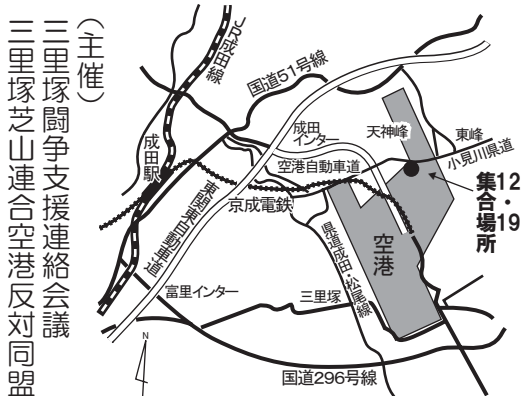 (主催)
三里塚闘争支援連絡会議
三里塚芝山連合空港反対同盟
JR成田線
国道51号線
成田駅
成田
インター
天神峰
東峰
小見川県道
空港自動車道
12・19
集合場所
京成電鉄
東関東自動車道
空港
県道成田・松尾線
富里インター
三里塚
国道296号線
N